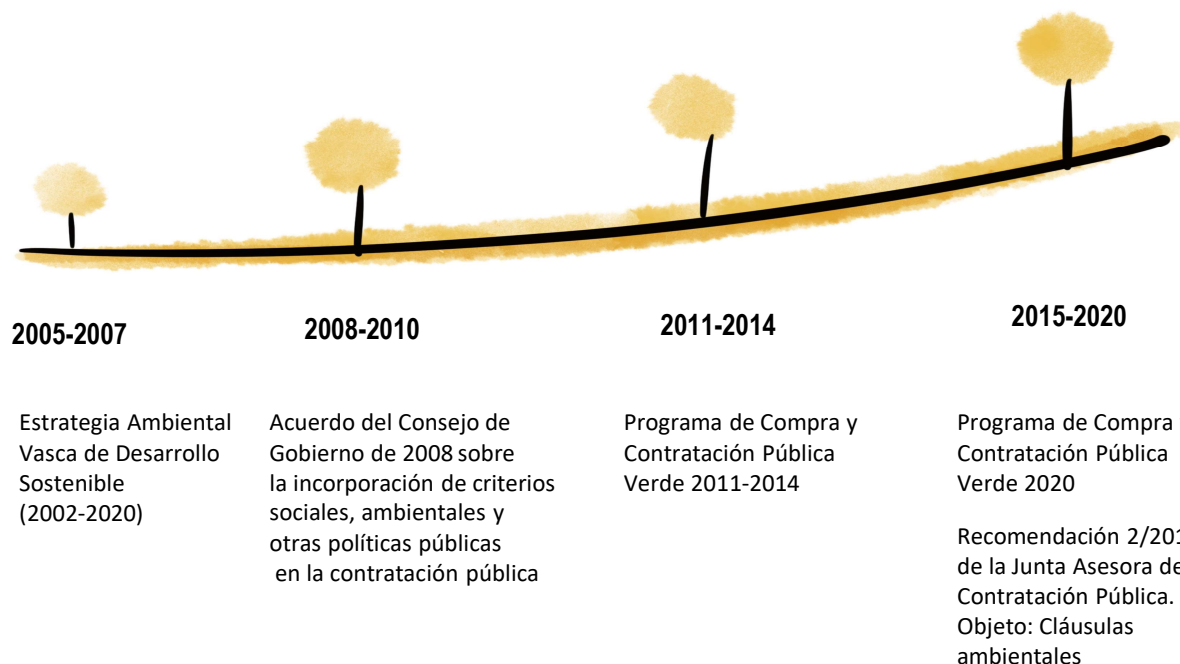 2005-2007
2008-2010
2011-2014
2015-2020
Estrategia Ambiental
Vasca de Desarrollo
Sostenible
(2002-2020)
Acuerdo del Consejo de
Gobierno de 2008 sobre
la incorporación de criterios
sociales, ambientales y
otras políticas públicas
en la contratación pública
Programa de Compra y
Contratación Pública
Verde 2011-2014
Programa de Compra
Contratación Pública
Verde 2020
Recomendación 2/201
de la Junta Asesora de
Contratación Pública.
Objeto: Cláusulas
ambientales